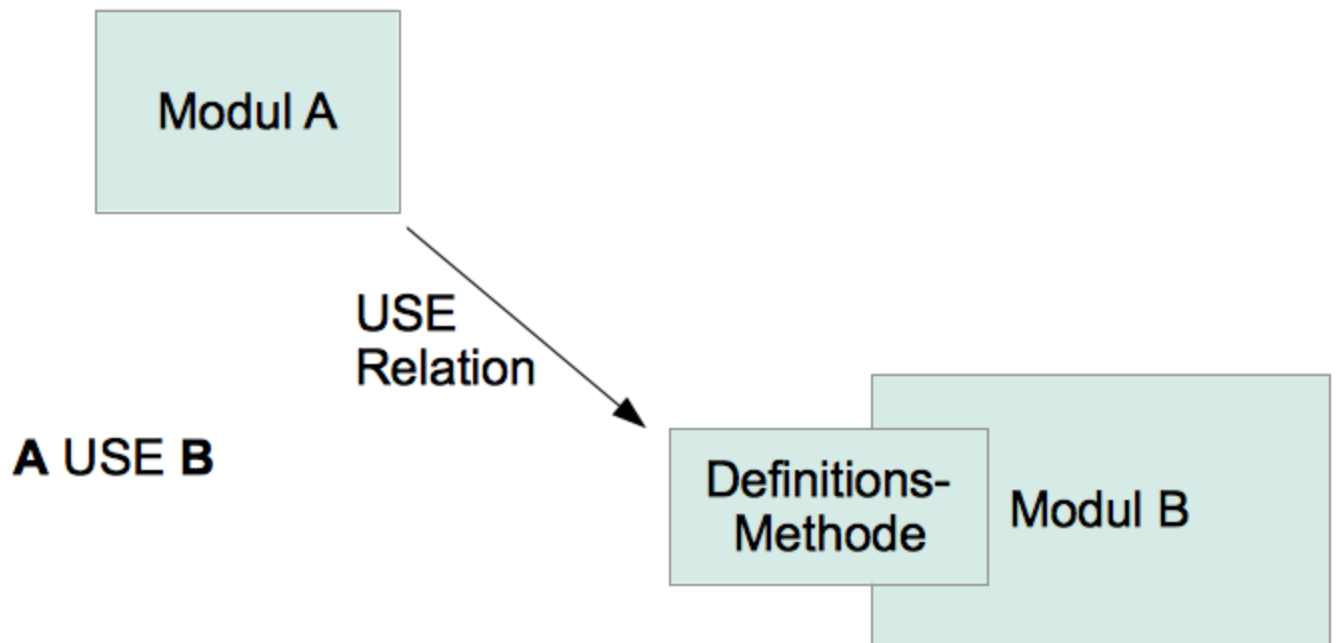 Modul A
USE
Relation
A USE B
Definitions-
Methode
Modul B